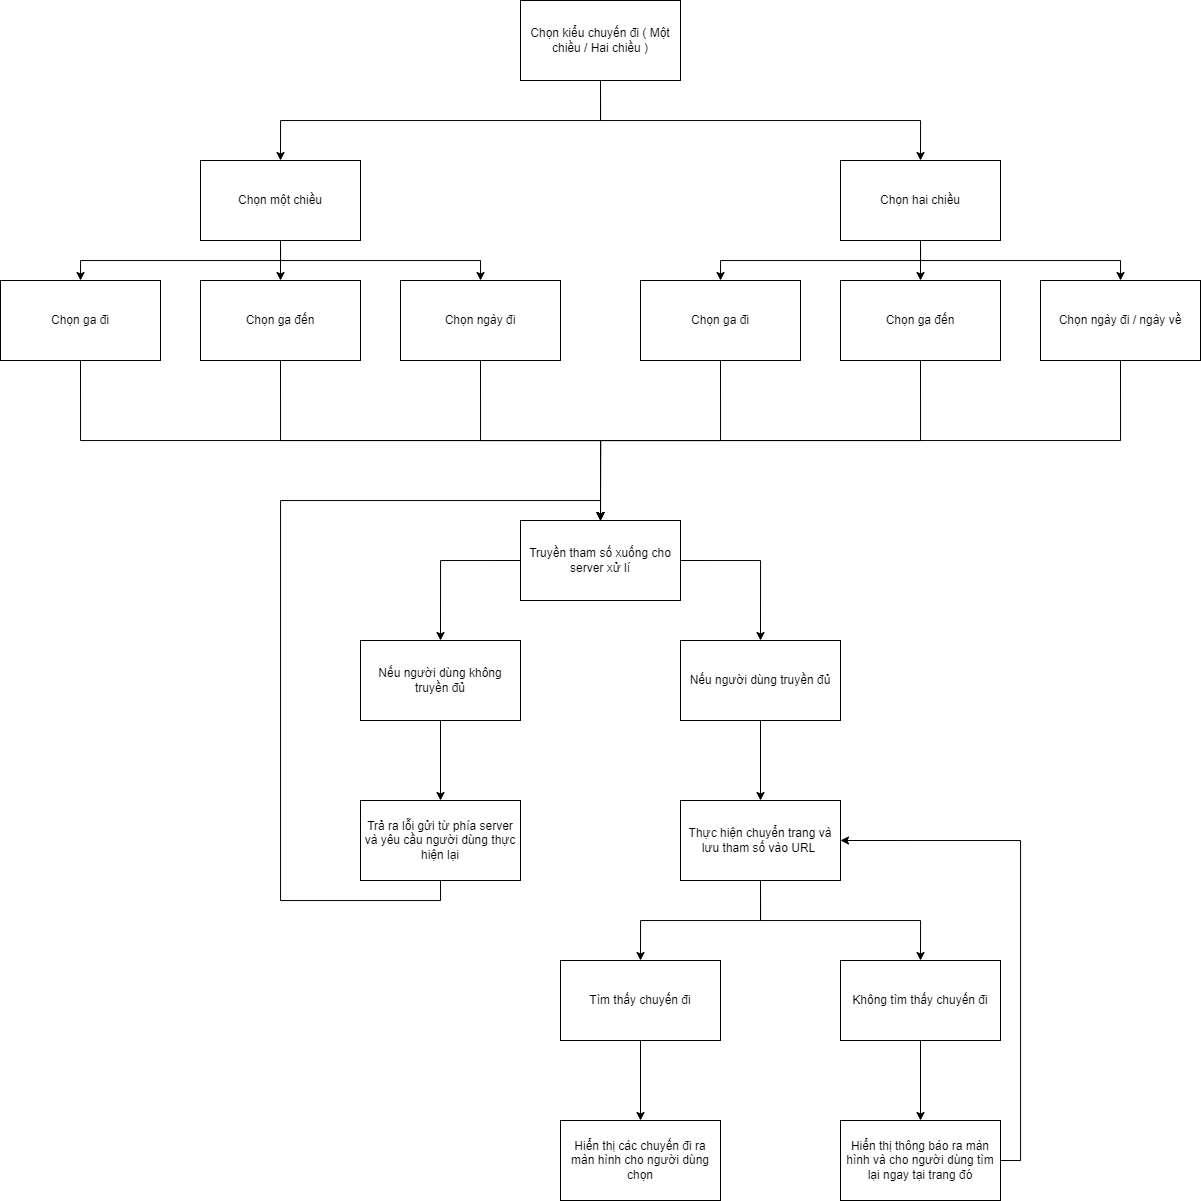 Chọn kiểu chuyến đi ( Một
chiều / Hai chiều )
Chọn một chiều
Chọn hai chiều
Chọn ga đi
Chọn ga đến
Chọn ngày đi
Chọn ga đi
Chọn ga đến
Chọn ngày đi / ngày về
Truyền tham số xuống cho
server xử lí
Nếu người dùng không
truyền đủ
Nếu người dùng truyền đủ
Trả ra lỗi gửi từ phía server
và yêu cầu người dùng thực
hiện lại
Thực hiện chuyển trang và
lưu tham số vào URL
Tìm thấy chuyến đi
Không tìm thấy chuyến đi
Hiển thị các chuyến đi ra
màn hình cho người dùng
chọn
Hiển thị thông báo ra màn
hình và cho người dùng tìm
lại ngay tại trang đó